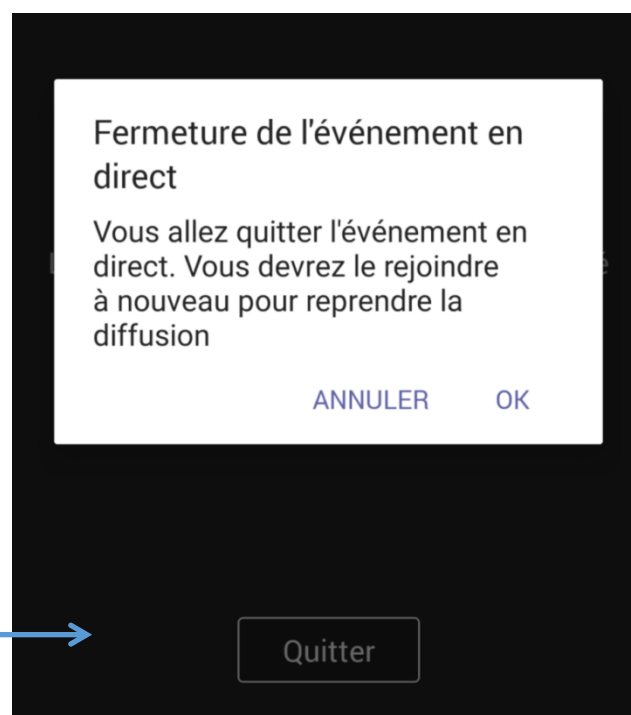 Fermeture de l'événement en
direct
Vous allez quitter l'événement en
direct. Vous devrez le rejoindre
à nouveau pour reprendre la
diffusion
ANNULER OK
Quitter